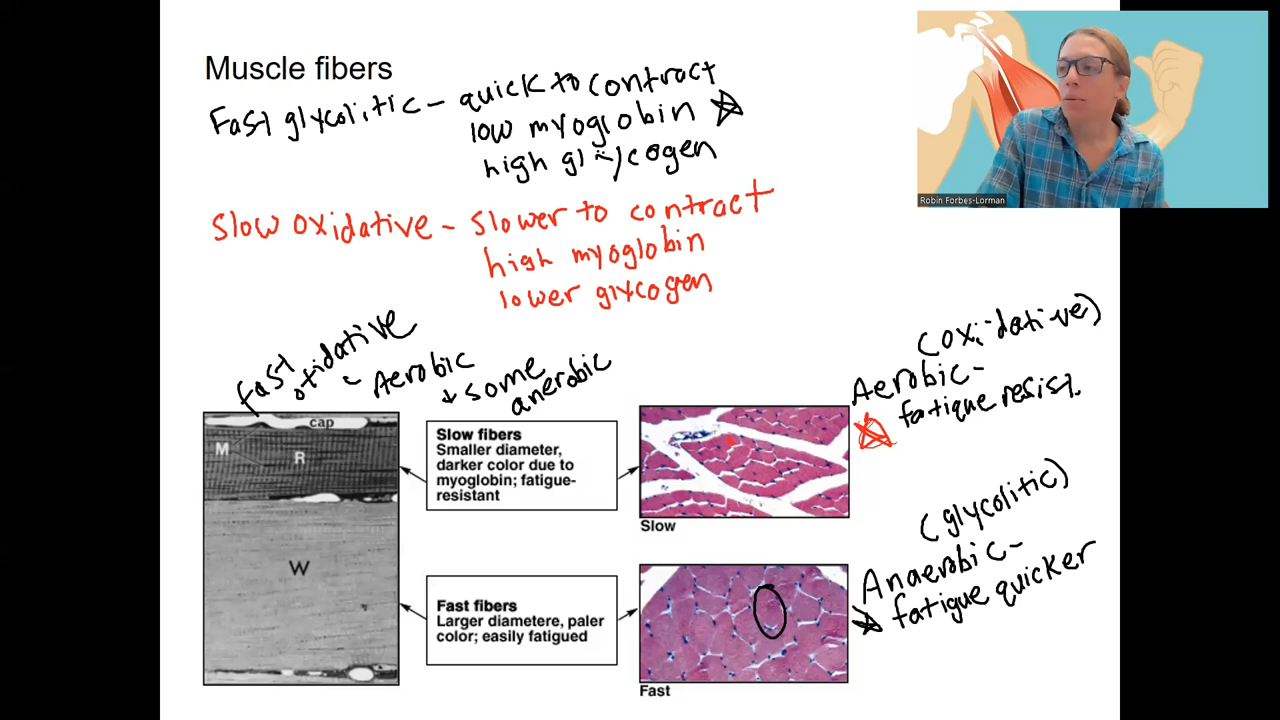 Muscle fibers
Fast glycolitic - quick to contract
low myoglobin
high glycogen
Slow oxidative - slower to contract
high myoglobin
lower glycogen
Fast oxidative
- Aerobic
+ some anerobic
(oxidative)
Aerobic -
fatigue resist.
(glycolitic)
Anaerobic -
fatigue quicker
cap
M
R
W
Slow fibers
Smaller diameter,
darker color due to
myoglobin; fatigue-
resistant
Slow
Fast fibers
Larger diametere, paler
color; easily fatigued
Fast
Robin Forbes-Lorman